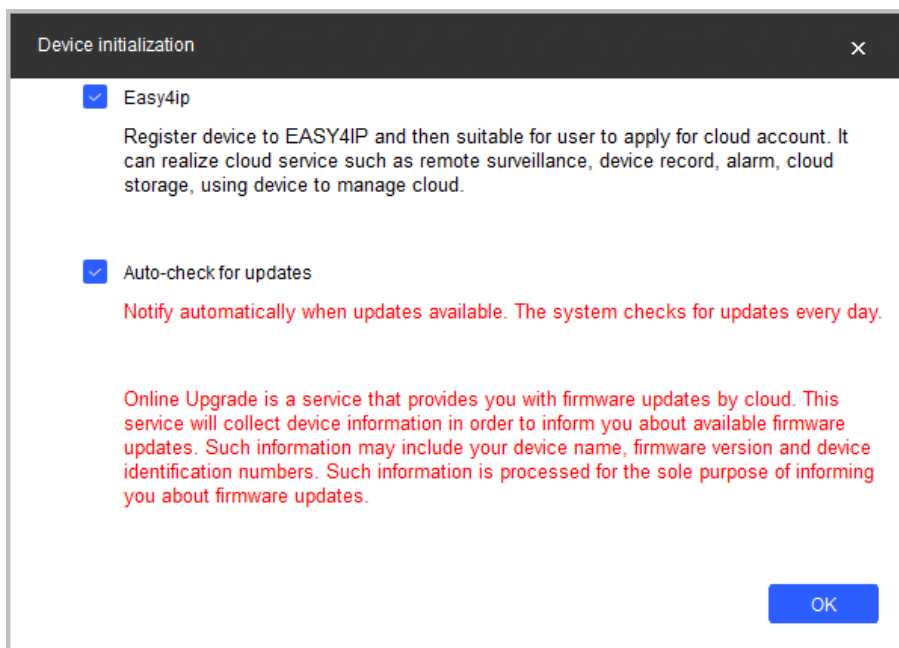 Device initialization
Easy4ip
Register device to EASY4IP and then suitable for user to apply for cloud account. It
can realize cloud service such as remote surveillance, device record, alarm, cloud
storage, using device to manage cloud.
Auto-check for updates
Notify automatically when updates available. The system checks for updates every day.
Online Upgrade is a service that provides you with firmware updates by cloud. This
service will collect device information in order to inform you about available firmware
updates. Such information may include your device name, firmware version and device
identification numbers. Such information is processed for the sole purpose of informing
you about firmware updates.
OK